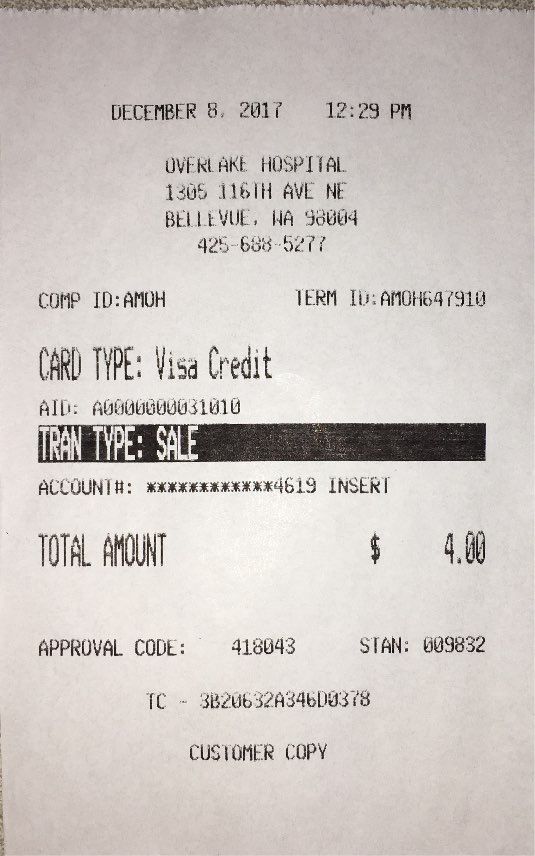 DECEMBER 8, 2017 12:29 PM
OVERLAKE HOSPITAL
1305 116TH AVE NE
BELLEVUE, WA 98004
425-688-5277
COMP ID:AMOH TERM ID:AMOH647910
CARD TYPE: Visa Credit
AID: A0000000031010
TRAN TYPE: SALE
ACCOUNT#: ************4619 INSERT
TOTAL AMOUNT $ 4.00
APPROVAL CODE: 418043 STAN: 009832
TC - 3B20632A346D0378
CUSTOMER COPY